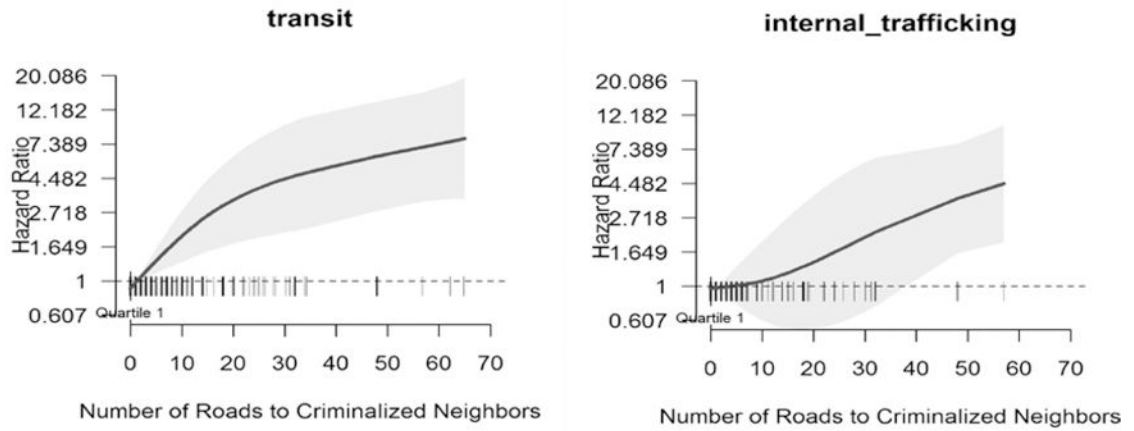 transit
20.086
12.182
7.389
4.482
2.718
1.649
1
0.607
Hazard Ratio
Quartile 1
0 10 20 30 40 50 60 70
Number of Roads to Criminalized Neighbors
internal_trafficking
20.086
12.182
7.389
4.482
2.718
1.649
1
0.607
Hazard Ratio
Quartile 1
0 10 20 30 40 50 60 70
Number of Roads to Criminalized Neighbors